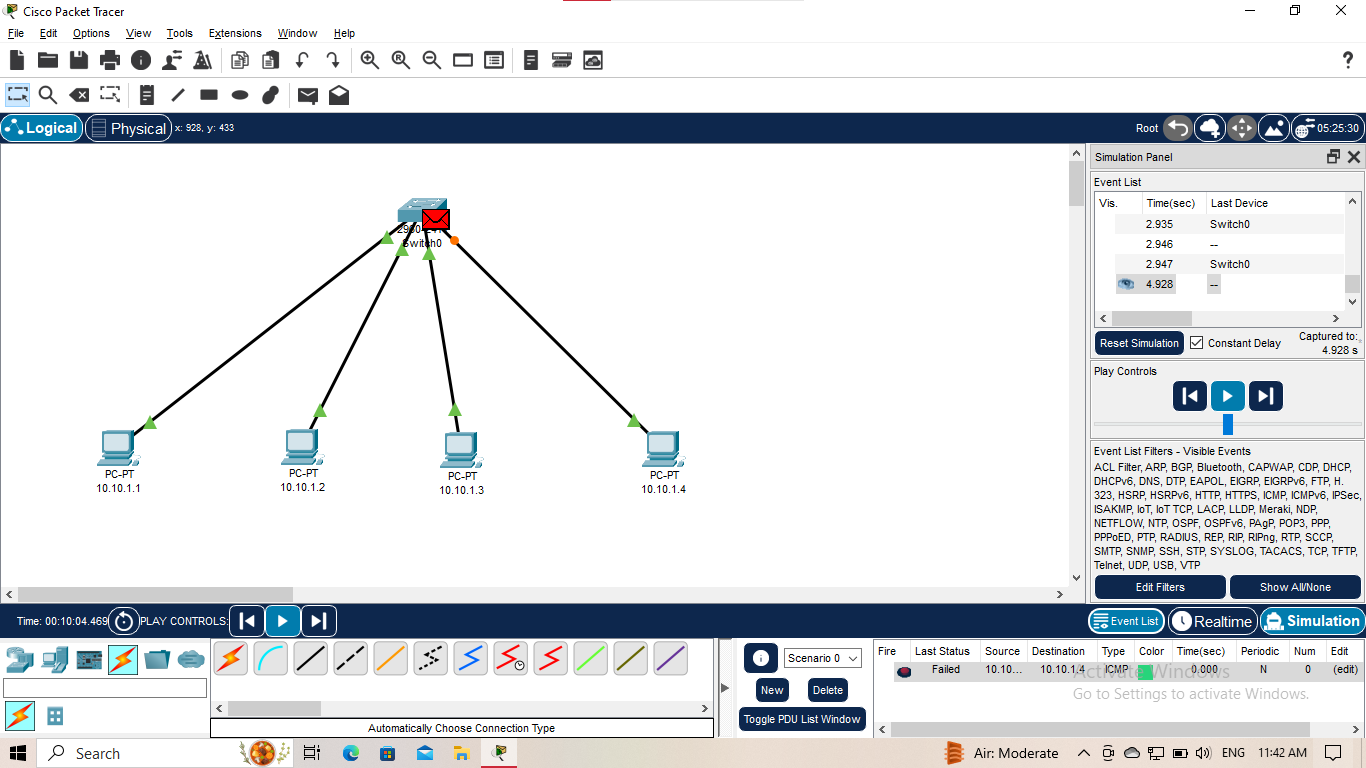 Cisco Packet Tracer
File Edit Options View Tools Extensions Window Help
?
Logical Physical x: 928, y: 433 Root 05:25:30
Switch0
PC-PT
10.10.1.1
PC-PT
10.10.1.2
PC-PT
10.10.1.3
PC-PT
10.10.1.4
Simulation Panel
Event List
Vis. Time(sec) Last Device
2.935 Switch0
2.946 --
2.947 Switch0
4.928 --
Reset Simulation Constant Delay Captured to:
4.928 s
Play Controls
Event List Filters - Visible Events
ACL Filter, ARP, BGP, Bluetooth, CAPWAP, CDP, DHCP,
DHCPv6, DNS, DTP, EAPOL, EIGRP, EIGRPv6, FTP, H.
323, HSRP, HSRPv6, HTTP, HTTPS, ICMP, ICMPv6, IPSec,
ISAKMP, IoT, IoT TCP, LACP, LLDP, Meraki, NDP,
NETFLOW, NTP, OSPF, OSPFv6, PAgP, POP3, PPP,
PPPoED, PTP, RADIUS, REP, RIP, RIPng, RTP, SCCP,
SMTP, SNMP, SSH, STP, SYSLOG, TACACS, TCP, TFTP,
Telnet, UDP, USB, VTP
Edit Filters Show All/None
Time: 00:10:04.469 PLAY CONTROLS: Event List Realtime Simulation
Automatically Choose Connection Type
Scenario 0
New Delete
Toggle PDU List Window
Fire Last Status Source Destination Type Color Time(sec) Periodic Num Edit
Failed 10.10... 10.10.1.4 ICMP 0.000 N 0 (edit)
Activate Windows
Go to Settings to activate Windows.
Search Air: Moderate ENG 11:42 AM